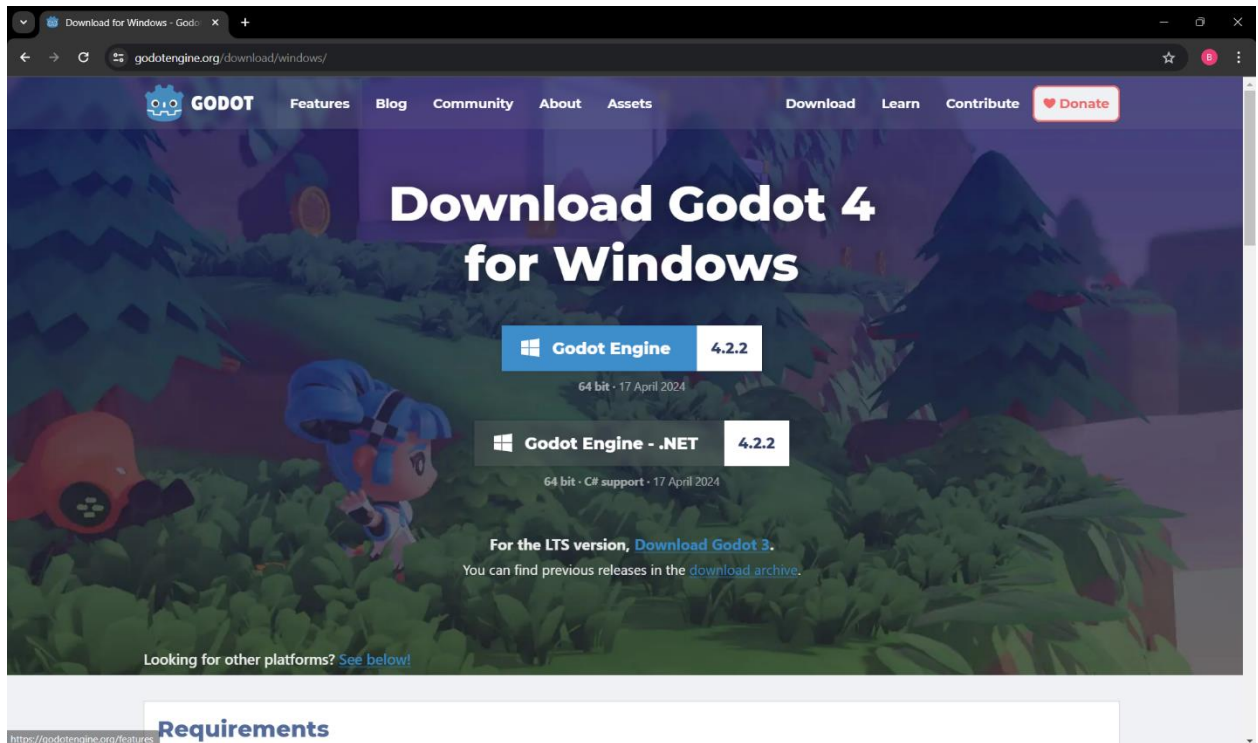 Download for Windows - Godo
godotengine.org/download/windows/
B
GODOT Features Blog Community About Assets Download Learn Contribute Donate
Download Godot 4
for Windows
Godot Engine 4.2.2
64 bit · 17 April 2024
Godot Engine - .NET 4.2.2
64 bit · C# support · 17 April 2024
For the LTS version, Download Godot 3.
You can find previous releases in the download archive.
Looking for other platforms? See below!
Requirements
https://godotengine.org/features